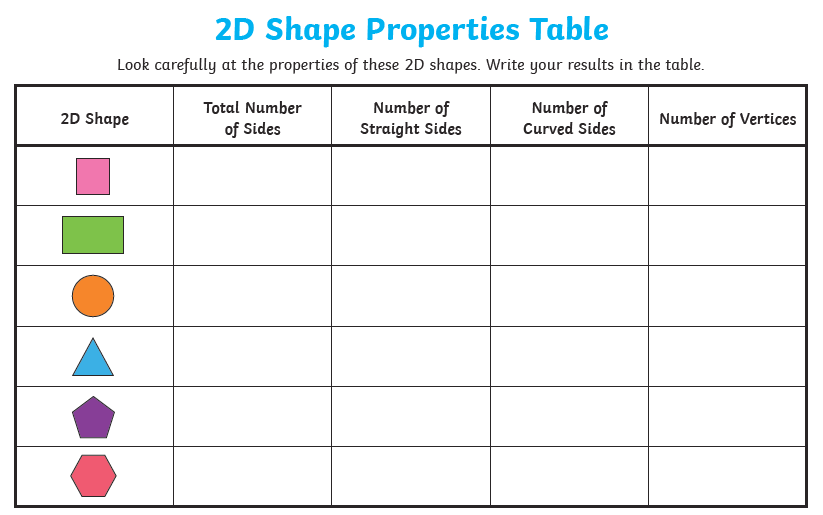 2D Shape Properties Table
Look carefully at the properties of these 2D shapes. Write your results in the table.
2D Shape
Total Number
of Sides
Number of
Straight Sides
Number of
Curved Sides
Number of Vertices